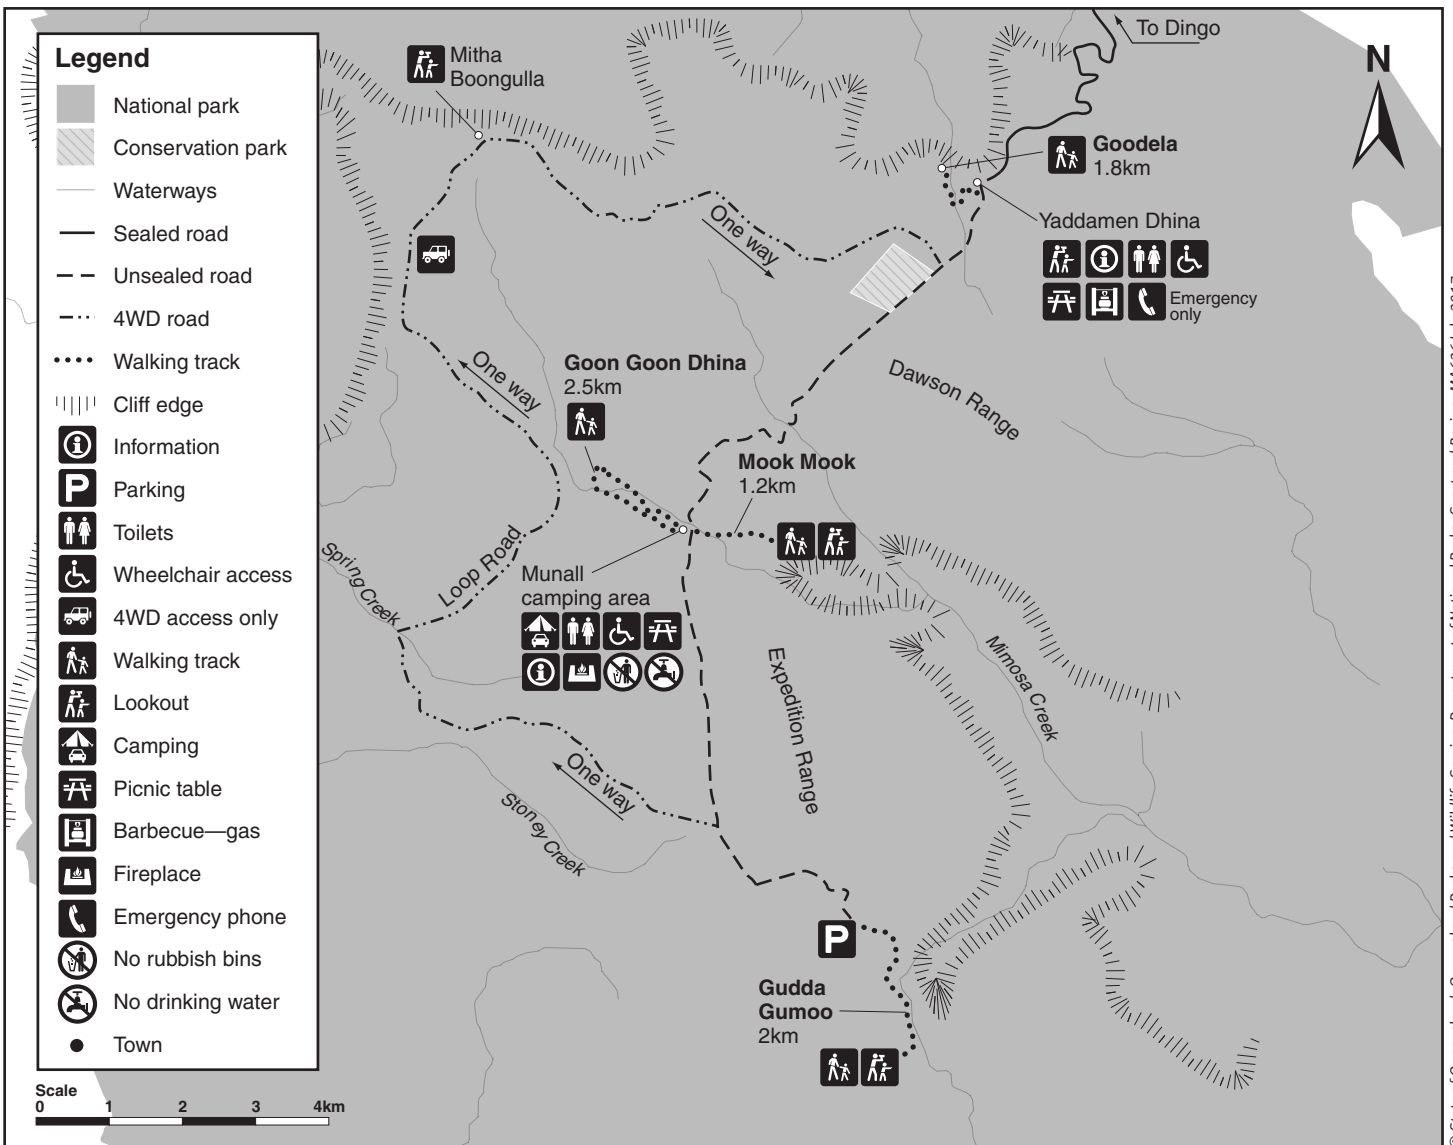 Legend
National park
Conservation park
Waterways
Sealed road
Unsealed road
4WD road
Walking track
Cliff edge
Information
P
Parking
Toilets
Wheelchair access
4WD access only
Walking track
Lookout
Camping
Picnic table
Barbecue—gas
Fireplace
Emergency phone
No rubbish bins
No drinking water
Town
Scale
0 1 2 3 4km
Mitha
Boongulla
To Dingo
N
Goodela
1.8km
Yaddamen Dhina
Emergency
only
One way
One way
Goon Goon Dhina
2.5km
Dawson Range
Mook Mook
1.2km
Spring Creek
Loop Road
Munall
camping area
Mimosa Creek
Expedition Range
One way
Stoney Creek
P
Gudda
Gumoo
2km